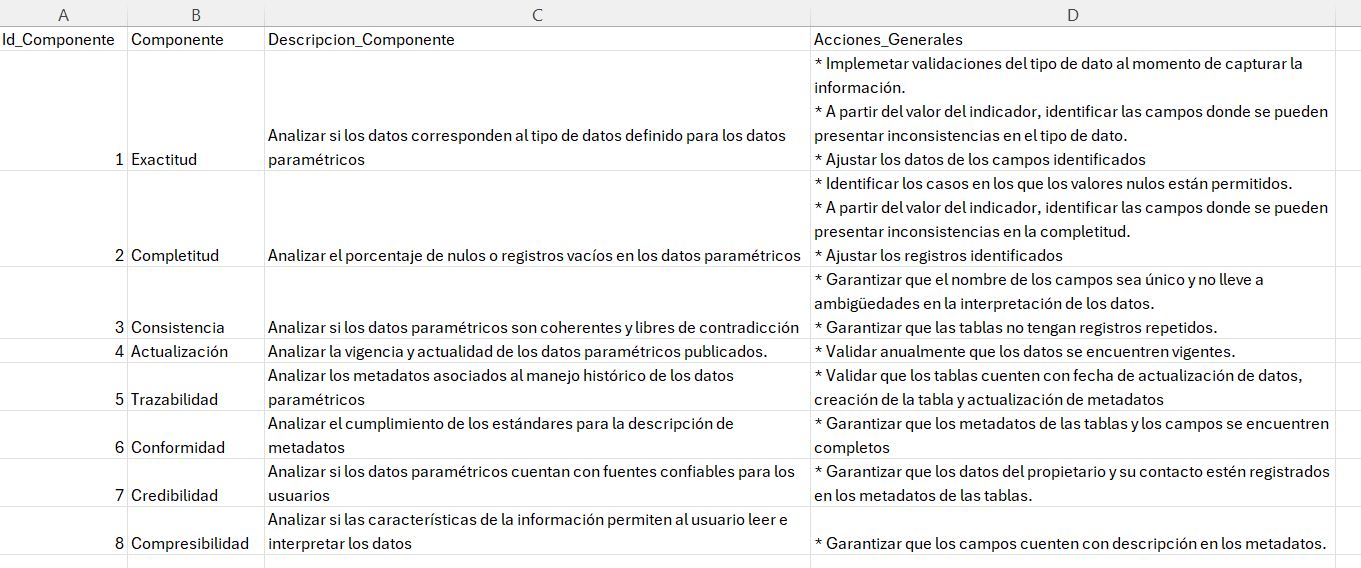 A B C D
Id_Componente Componente Descripcion_Componente Acciones_Generales
* Implemetar validaciones del tipo de dato al momento de capturar la
información.
* A partir del valor del indicador, identificar las campos donde se pueden
Analizar si los datos corresponden al tipo de datos definido para los datos presentar inconsistencias en el tipo de dato.
1 Exactitud paramétricos * Ajustar los datos de los campos identificados
* Identificar los casos en los que los valores nulos están permitidos.
* A partir del valor del indicador, identificar las campos donde se pueden
presentar inconsistencias en la completitud.
2 Completitud Analizar el porcentaje de nulos o registros vacíos en los datos paramétricos * Ajustar los registros identificados
* Garantizar que el nombre de los campos sea único y no lleve a
ambigüedades en la interpretación de los datos.
3 Consistencia Analizar si los datos paramétricos son coherentes y libres de contradicción * Garantizar que las tablas no tengan registros repetidos.
4 Actualización Analizar la vigencia y actualidad de los datos paramétricos publicados. * Validar anualmente que los datos se encuentren vigentes.
Analizar los metadatos asociados al manejo histórico de los datos * Validar que los tablas cuenten con fecha de actualización de datos,
5 Trazabilidad paramétricos creación de la tabla y actualización de metadatos
Analizar el cumplimiento de los estándares para la descripción de * Garantizar que los metadatos de las tablas y los campos se encuentren
6 Conformidad metadatos completos
Analizar si los datos paramétricos cuentan con fuentes confiables para los * Garantizar que los datos del propietario y su contacto estén registrados
7 Credibilidad usuarios en los metadatos de las tablas.
Analizar si las características de la información permiten al usuario leer e
8 Compresibilidad interpretar los datos * Garantizar que los campos cuenten con descripción en los metadatos.